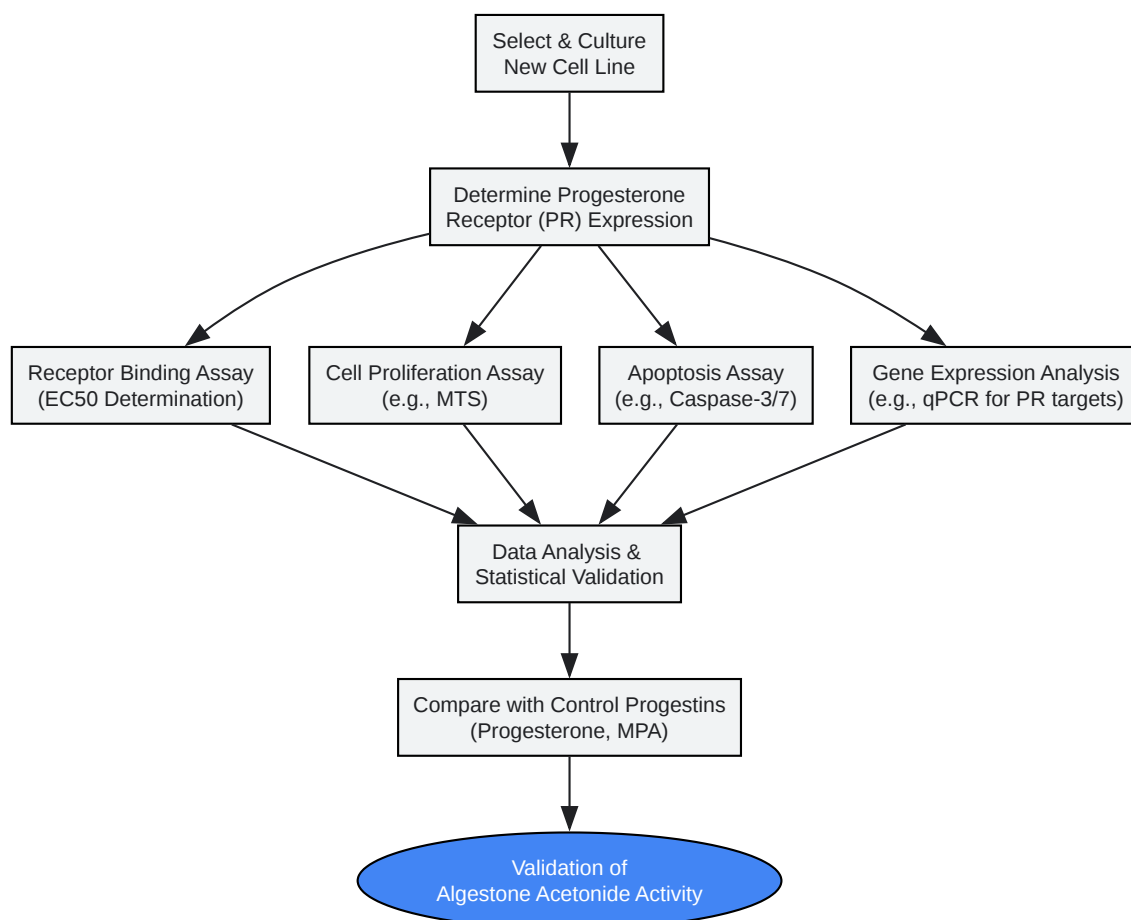 Select & Culture
New Cell Line
Determine Progesterone
Receptor (PR) Expression
Receptor Binding Assay
(EC50 Determination)
Cell Proliferation Assay
(e.g., MTS)
Apoptosis Assay
(e.g., Caspase-3/7)
Gene Expression Analysis
(e.g., qPCR for PR targets)
Data Analysis &
Statistical Validation
Compare with Control Progestins
(Progesterone, MPA)
Validation of
Algestone Acetonide Activity